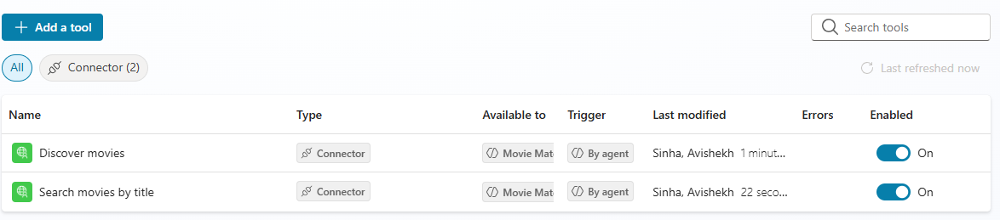 Add a tool
Search tools
All
Connector (2)
Last refreshed now
Name Type Available to Trigger Last modified Errors Enabled
Discover movies Connector Movie Mat By agent Sinha, Avishekh 1 minut... On
Search movies by title Connector Movie Mat By agent Sinha, Avishekh 22 seco... On